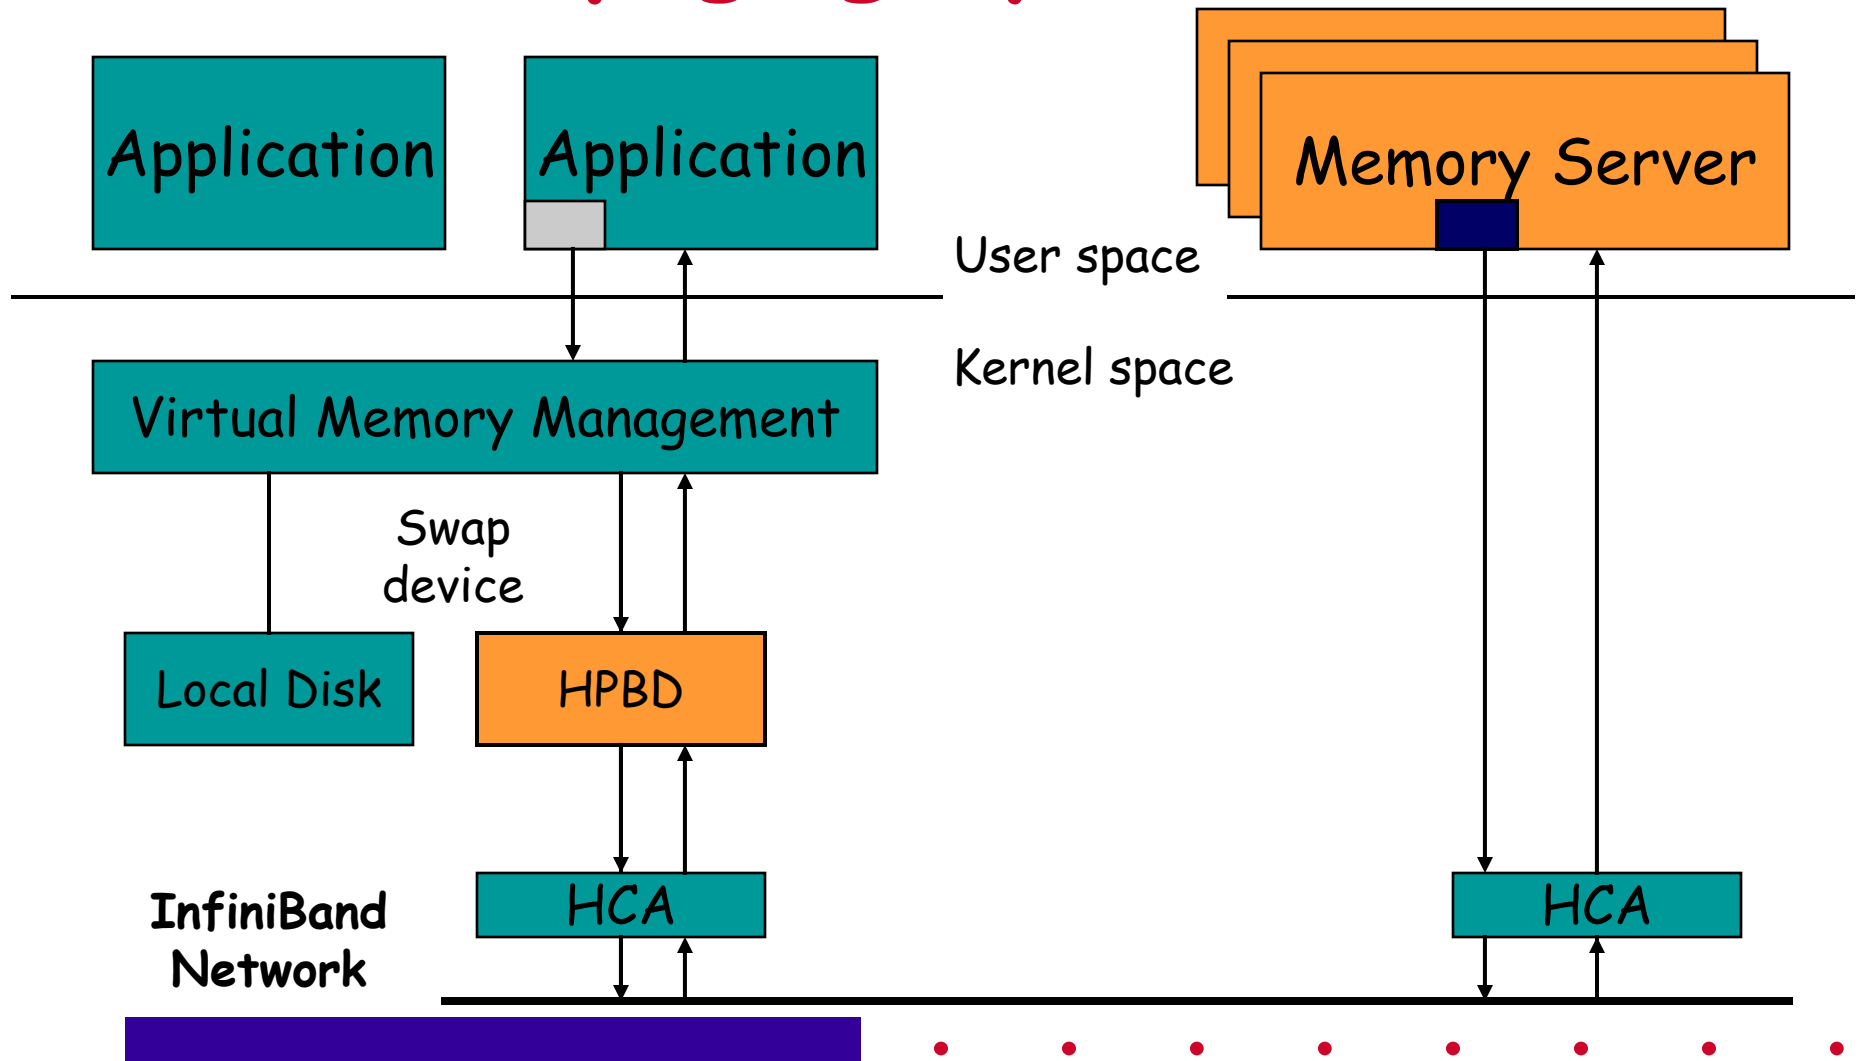 Application
Application
Memory Server
User space
Kernel space
Virtual Memory Management
Swap
device
Local Disk
HPBD
HCA
HCA
InfiniBand
Network